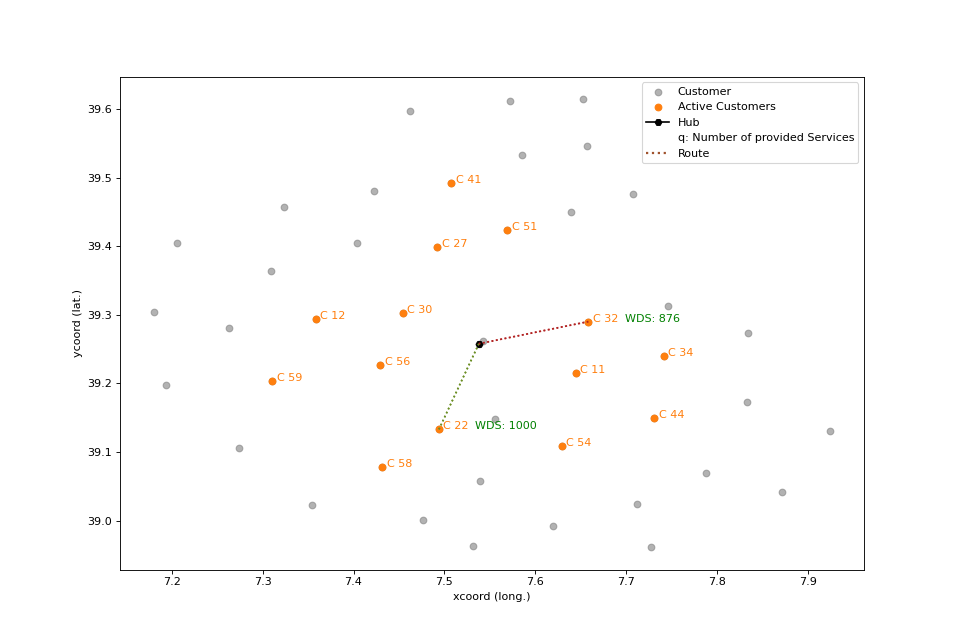 Customer
Active Customers
Hub
q: Number of provided Services
Route
39.6
39.5
39.4
39.3
39.2
39.1
39.0
ycoord (lat.)
C 41
C 51
C 27
C 30
C 12
C 32 WDS: 876
C 34
C 56
C 11
C 59
C 44
C 22 WDS: 1000
C 54
C 58
7.2 7.3 7.4 7.5 7.6 7.7 7.8 7.9
xcoord (long.)